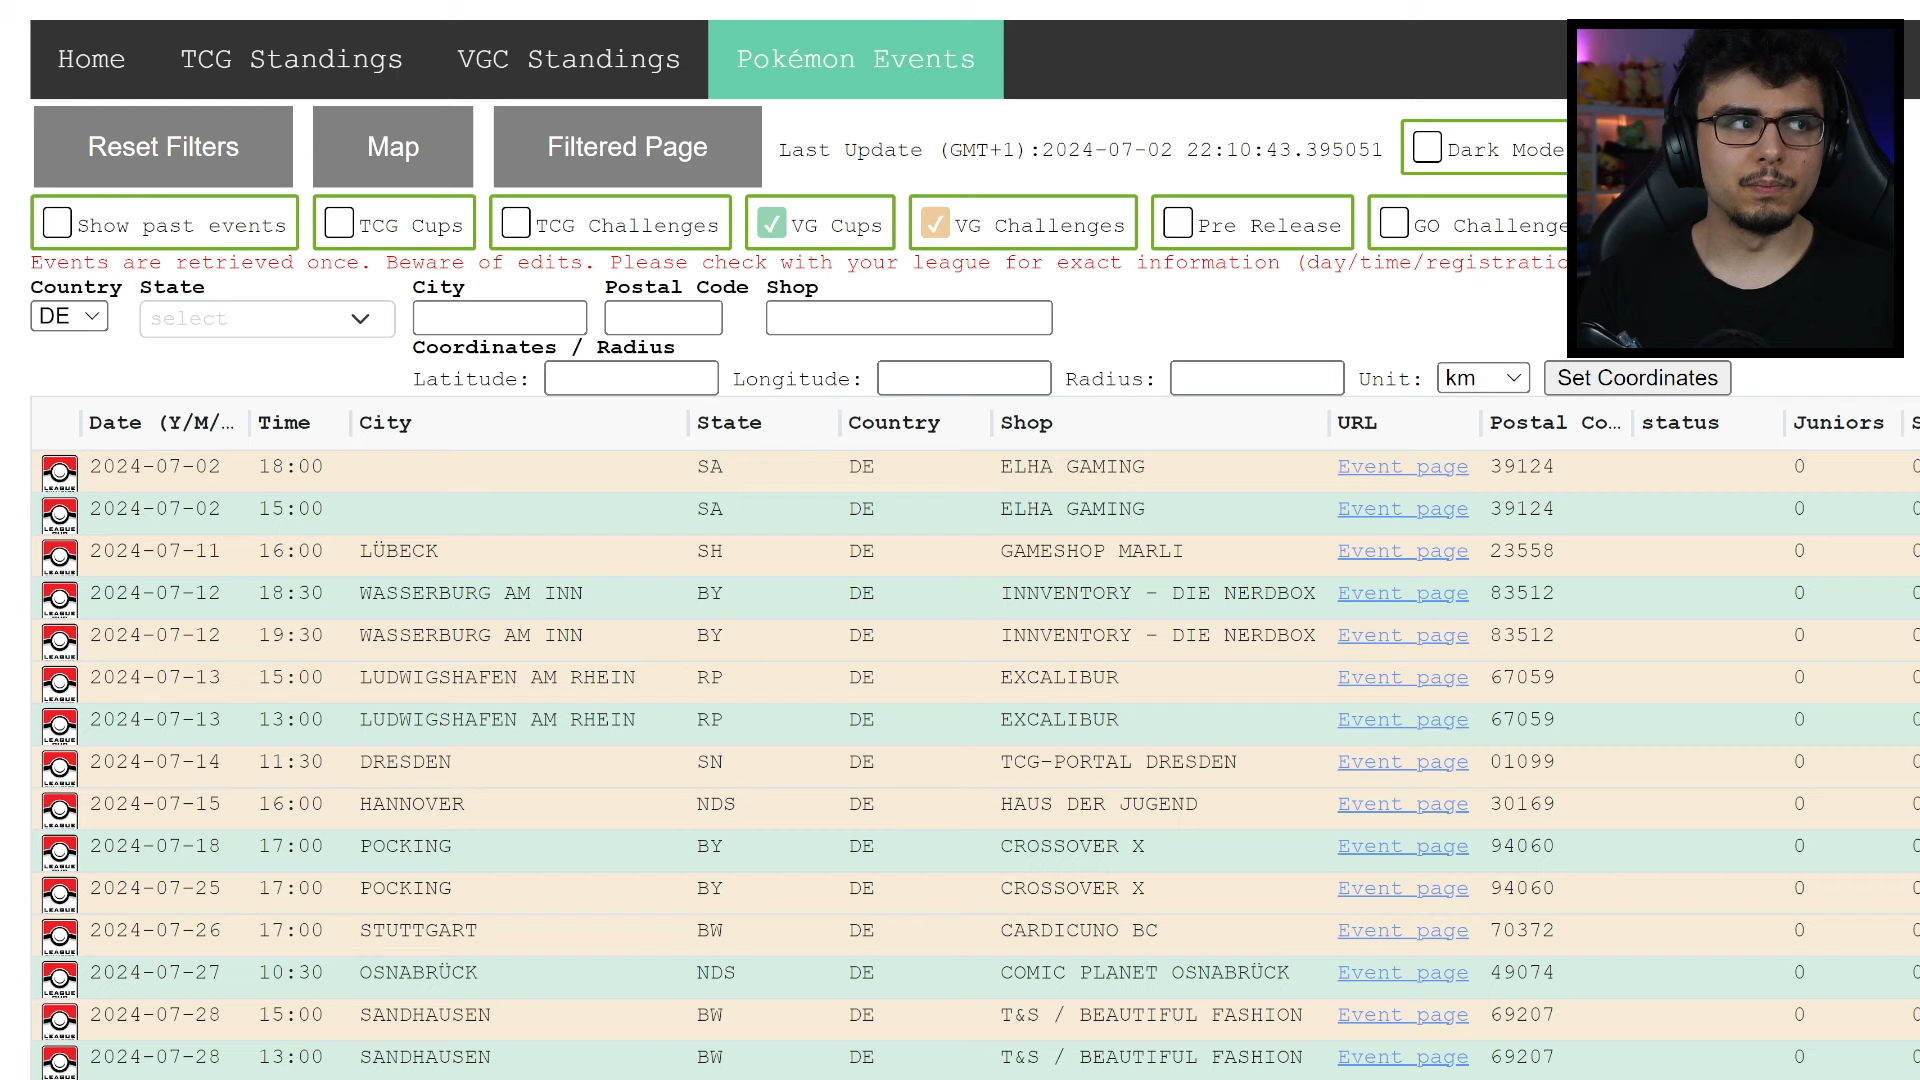 Home TCG Standings VGC Standings Pokémon Events
Reset Filters Map Filtered Page Last Update (GMT+1):2024-07-02 22:10:43.395051 Dark Mode
Show past events TCG Cups TCG Challenges VG Cups VG Challenges Pre Release GO Challenge
Events are retrieved once. Beware of edits. Please check with your league for exact information (day/time/registratio
Country State City Postal Code Shop
DE select
Coordinates / Radius
Latitude: Longitude: Radius: Unit: km Set Coordinates
Date (Y/M/... Time City State Country Shop URL Postal Co... status Juniors S
2024-07-02 18:00 SA DE ELHA GAMING Event page 39124 0
2024-07-02 15:00 SA DE ELHA GAMING Event page 39124 0
2024-07-11 16:00 LÜBECK SH DE GAMESHOP MARLI Event page 23558 0
2024-07-12 18:30 WASSERBURG AM INN BY DE INNVENTORY - DIE NERDBOX Event page 83512 0
2024-07-12 19:30 WASSERBURG AM INN BY DE INNVENTORY - DIE NERDBOX Event page 83512 0
2024-07-13 15:00 LUDWIGSHAFEN AM RHEIN RP DE EXCALIBUR Event page 67059 0
2024-07-13 13:00 LUDWIGSHAFEN AM RHEIN RP DE EXCALIBUR Event page 67059 0
2024-07-14 11:30 DRESDEN SN DE TCG-PORTAL DRESDEN Event page 01099 0
2024-07-15 16:00 HANNOVER NDS DE HAUS DER JUGEND Event page 30169 0
2024-07-18 17:00 POCKING BY DE CROSSOVER X Event page 94060 0
2024-07-25 17:00 POCKING BY DE CROSSOVER X Event page 94060 0
2024-07-26 17:00 STUTTGART BW DE CARDICUNO BC Event page 70372 0
2024-07-27 10:30 OSNABRÜCK NDS DE COMIC PLANET OSNABRÜCK Event page 49074 0
2024-07-28 15:00 SANDHAUSEN BW DE T&S / BEAUTIFUL FASHION Event page 69207 0
2024-07-28 13:00 SANDHAUSEN BW DE T&S / BEAUTIFUL FASHION Event page 69207 0